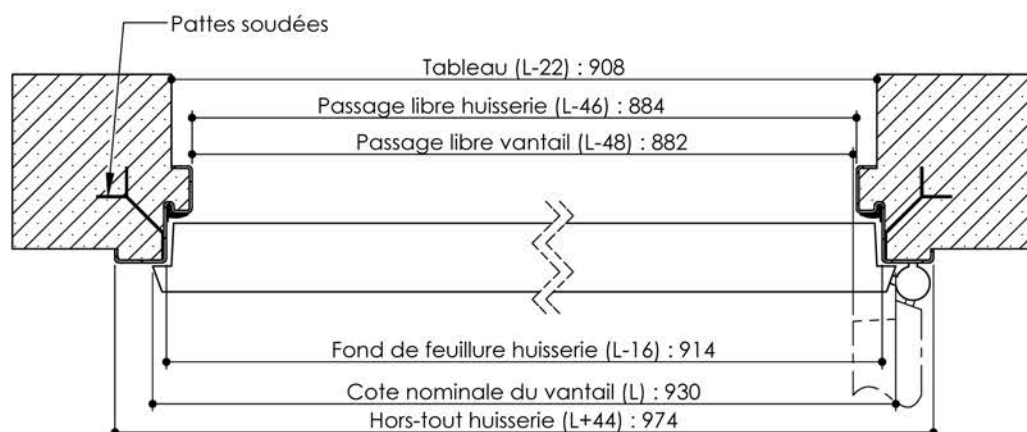 Pattes soudées
Tableau (L-22) : 908
Passage libre huisserie (L-46) : 884
Passage libre vantail (L-48) : 882
Fond de feuillure huisserie (L-16) : 914
Cote nominale du vantail (L) : 930
Hors-tout huisserie (L+44) : 974